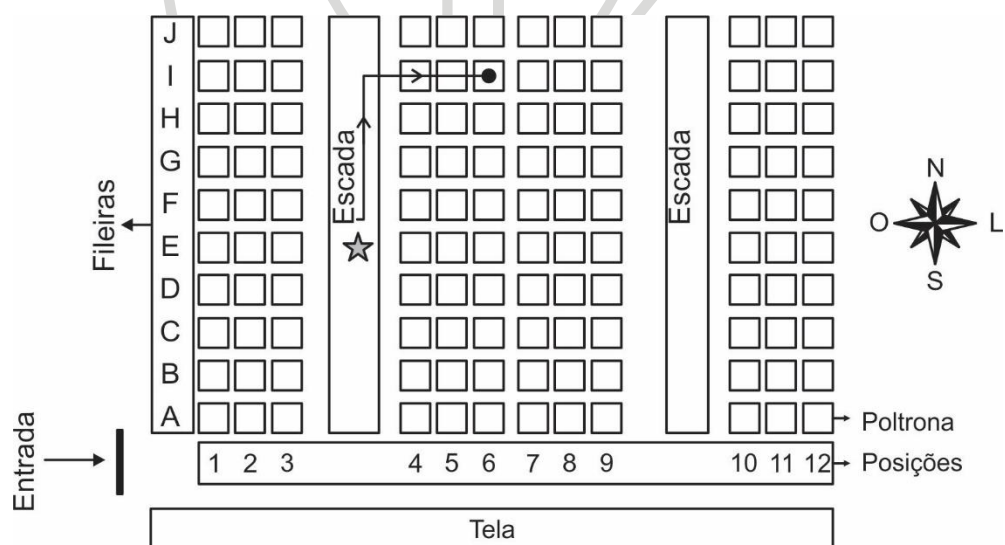 J
I
H
G
F
E
D
C
B
A
Fileiras
Escada
Escada
N
O
L
S
Entrada
Poltrona
1 2 3 4 5 6 7 8 9 10 11 12
Posições
Tela